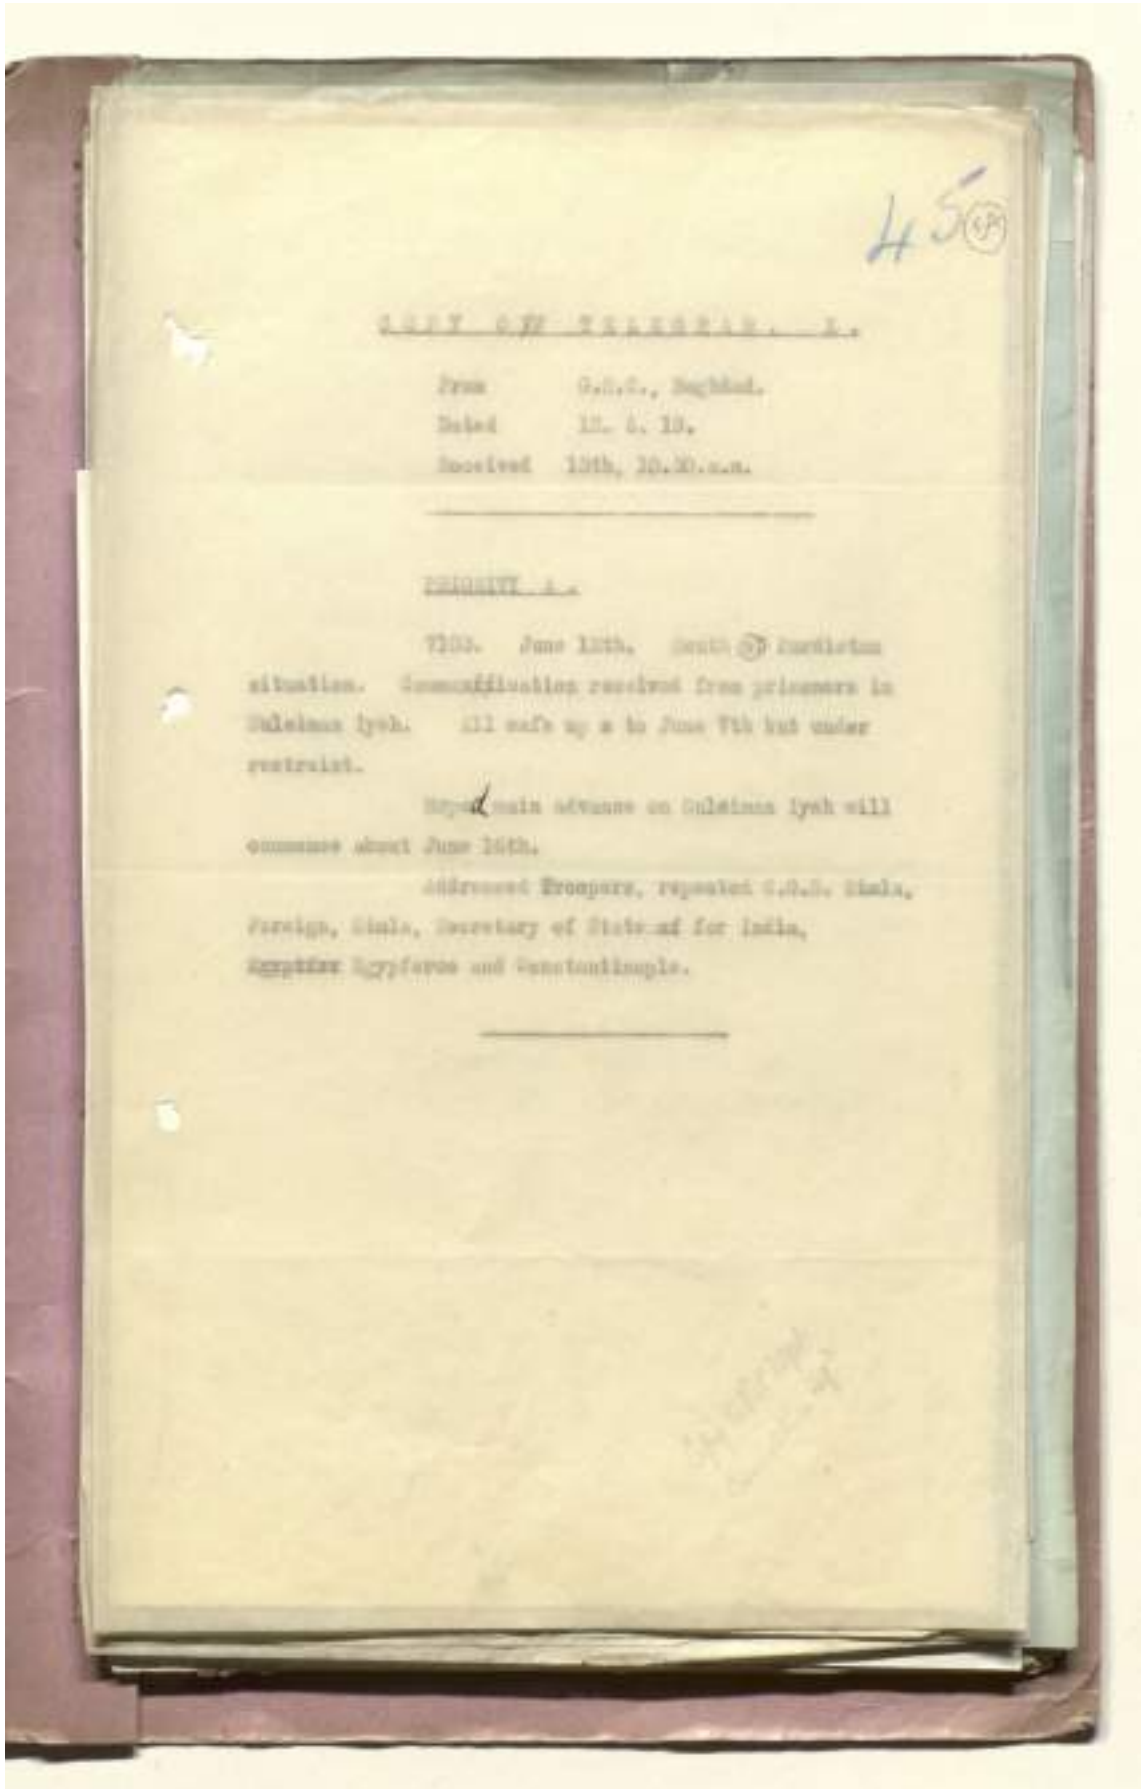 45
COPY OF TELEGRAM.
From G.O.C., Baghdad.
Dated 12. 6. 19.
Received 13th, 10.30.a.m.
PRIORITY A.
June 12th. South Kurdistan
situation. Communication received from prisoners in
Suleiman iyeh. All safe up to June 7th but under
restraint.
Hoped main advance on Suleiman iyeh will
commence about June 16th.
Addressed Troopers, repeated C.G.S. Simla,
Foreign, Simla, Secretary of State for India,
Egypforce and Constantinople.